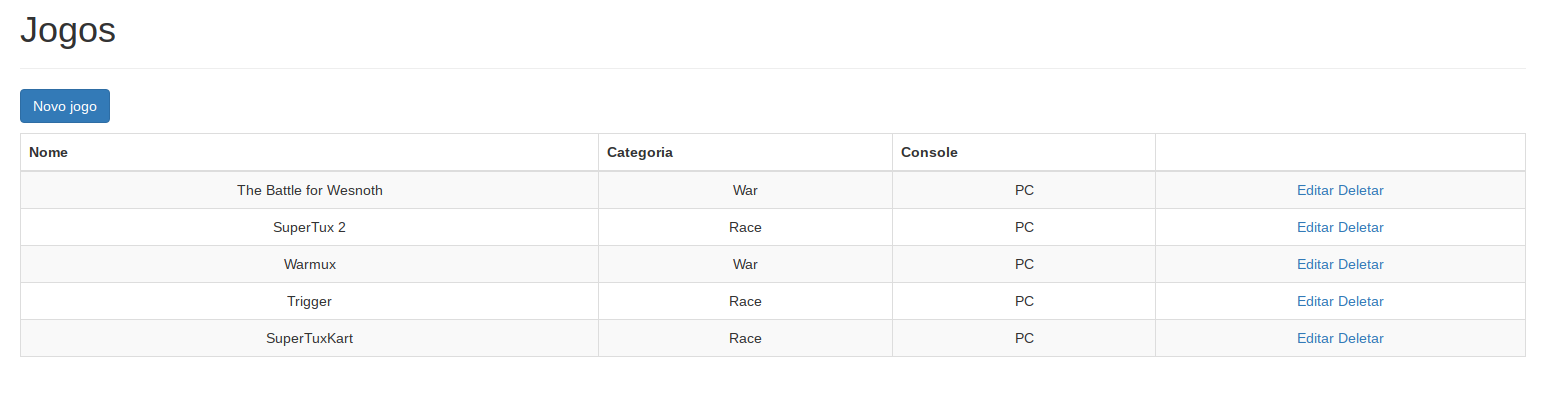 Jogos
Novo jogo
Nome Categoria Console
The Battle for Wesnoth War PC Editar Deletar
SuperTux 2 Race PC Editar Deletar
Warmux War PC Editar Deletar
Trigger Race PC Editar Deletar
SuperTuxKart Race PC Editar Deletar